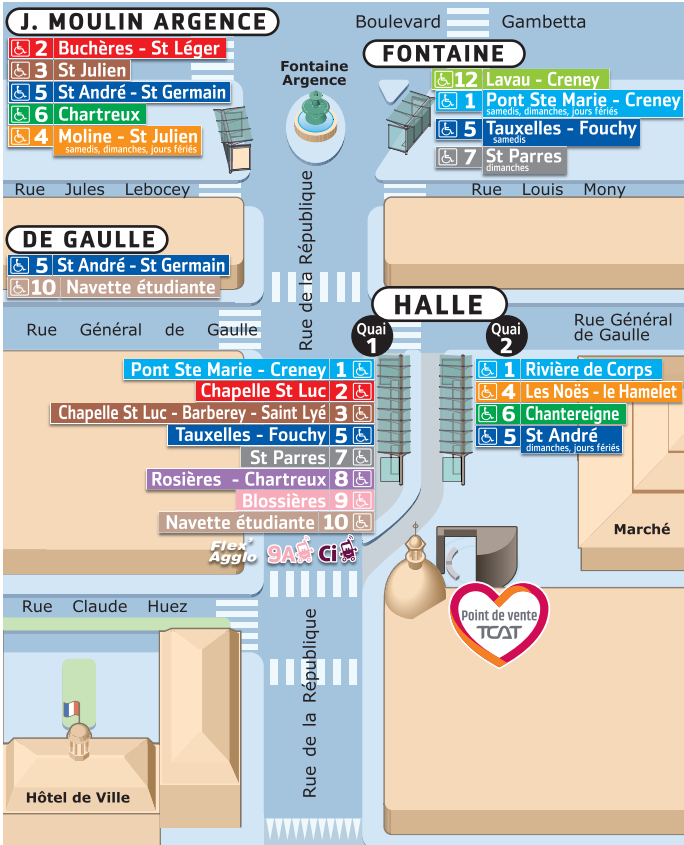 J. MOULIN ARGENCE
2 Buchères - St Léger
3 St Julien
5 St André - St Germain
6 Chartreux
4 Moline - St Julien
samedis, dimanches, jours fériés
Boulevard Gambetta
Fontaine
Argence
FONTAINE
12 Lavau - Creney
1 Pont Ste Marie - Creney
samedis, dimanches, jours fériés
5 Tauxelles - Fouchy
samedis
7 St Parres
dimanches
Rue Jules Lebocey
Rue Louis Mony
Rue de la République
DE GAULLE
5 St André - St Germain
10 Navette étudiante
Rue Général de Gaulle
HALLE
Quai
1
Quai
2
Rue Général
de Gaulle
Pont Ste Marie - Creney 1
Chapelle St Luc 2
Chapelle St Luc - Barberey - Saint Lyé 3
Tauxelles - Fouchy 5
St Parres 7
Rosières - Chartreux 8
Blossières 9
Navette étudiante 10
Flex'
Agglo
9A
Ci
1 Rivière de Corps
4 Les Noës - le Hamelet
6 Chantereigne
5 St André
dimanches, jours fériés
Marché
Point de vente
TCAT
Rue Claude Huez
Rue de la République
Hôtel de Ville